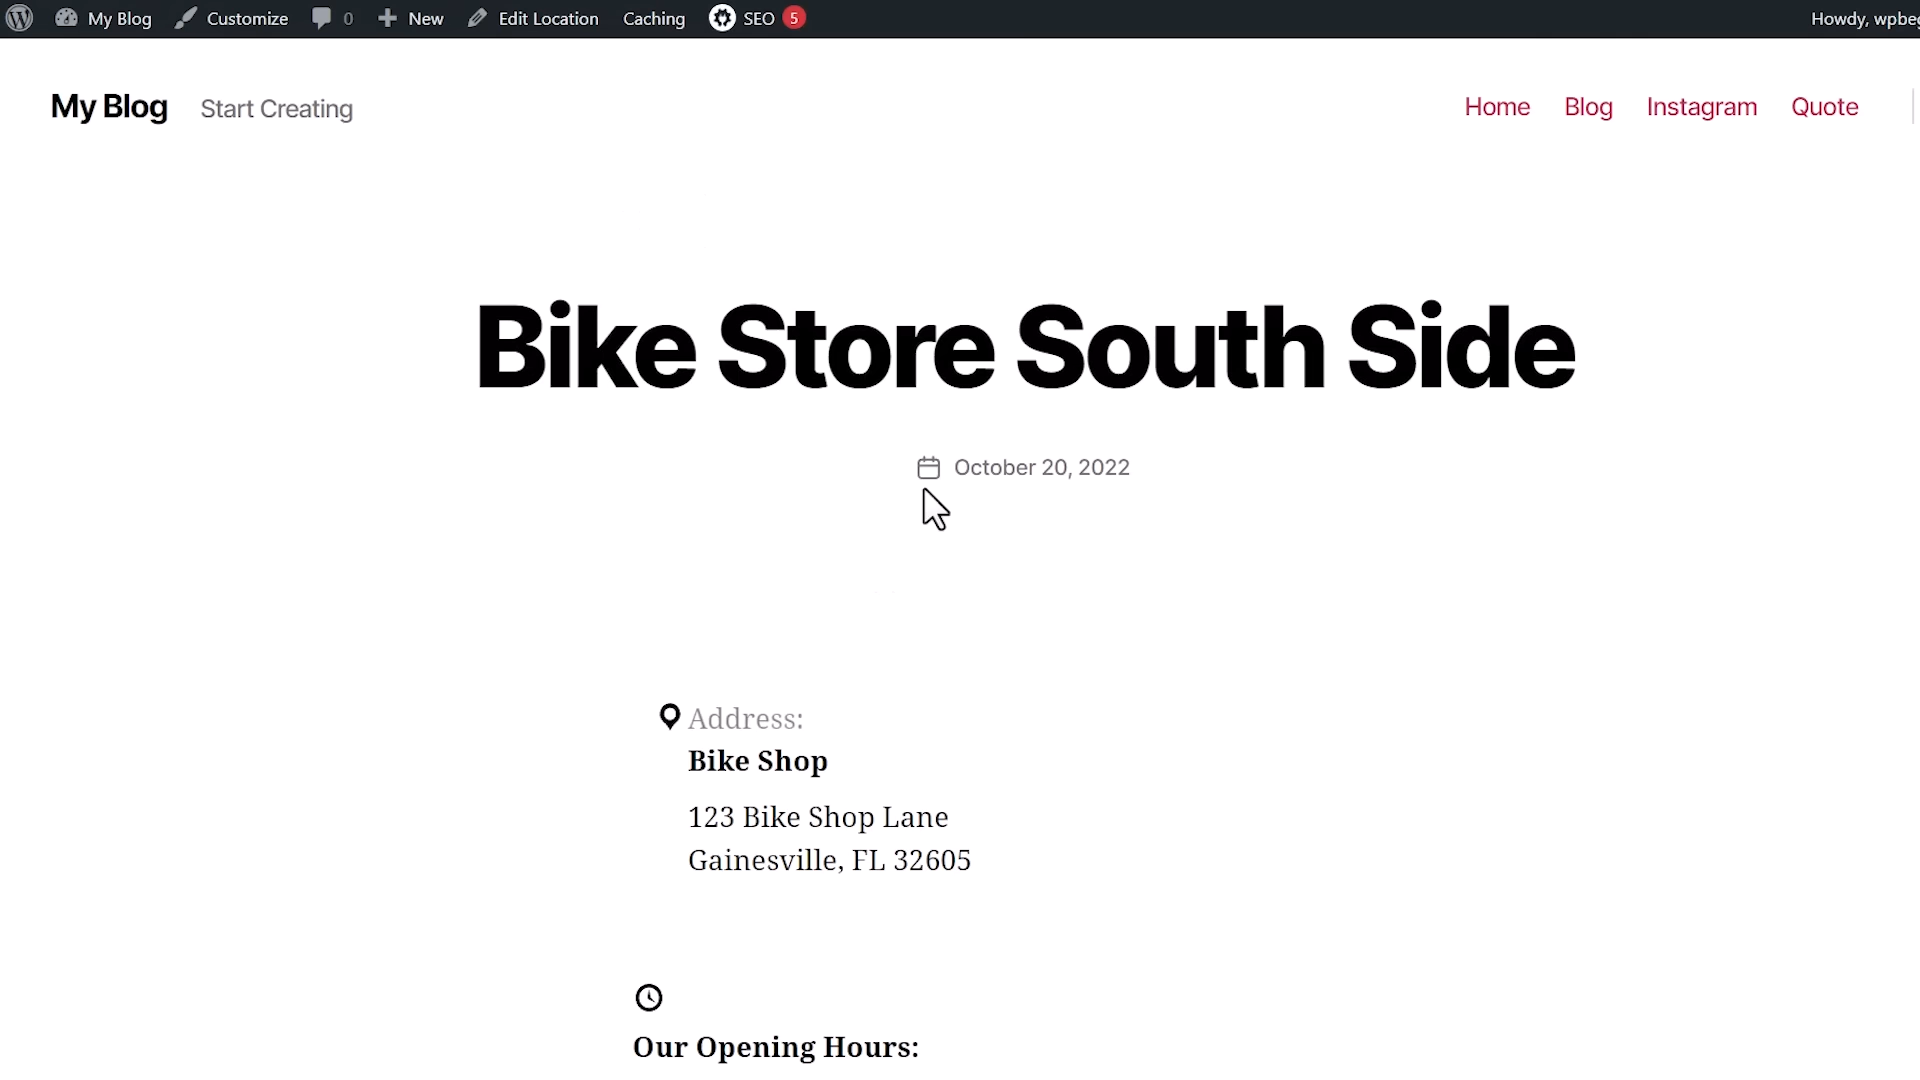 My Blog Customize 0 New Edit Location Caching SEO 5 Howdy,
My Blog Start Creating Home Blog Instagram Quote
Bike Store South Side
October 20, 2022
Address:
Bike Shop
123 Bike Shop Lane
Gainesville, FL 32605
Our Opening Hours: